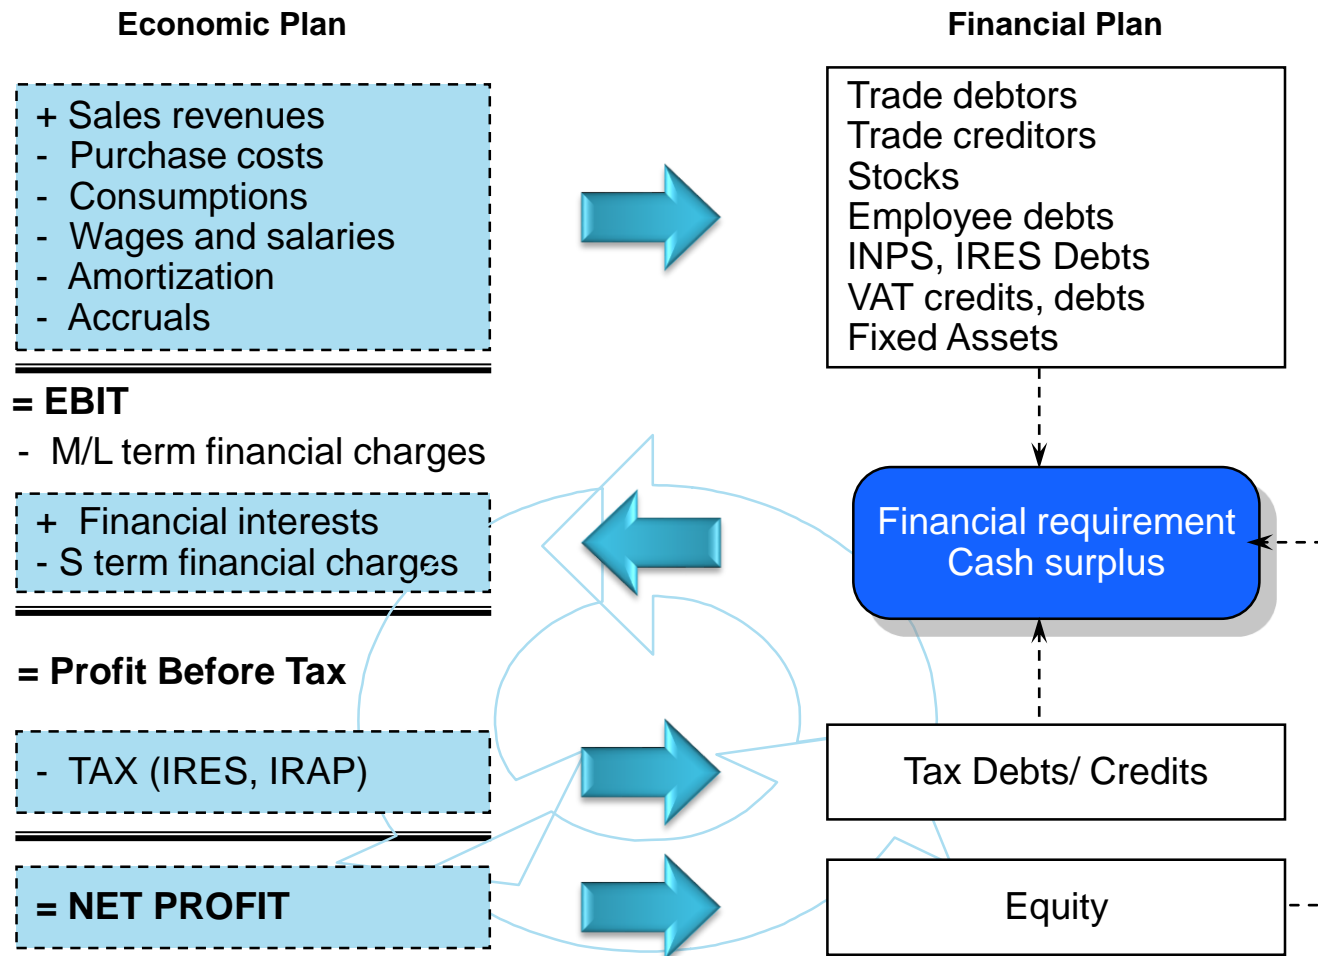 Economic Plan
Financial Plan
+ Sales revenues
- Purchase costs
- Consumptions
- Wages and salaries
- Amortization
- Accruals
Trade debtors
Trade creditors
Stocks
Employee debts
INPS, IRES Debts
VAT credits, debts
Fixed Assets
= EBIT
- M/L term financial charges
+ Financial interests
- S term financial charges
Financial requirement
Cash surplus
= Profit Before Tax
- TAX (IRES, IRAP)
Tax Debts/ Credits
= NET PROFIT
Equity